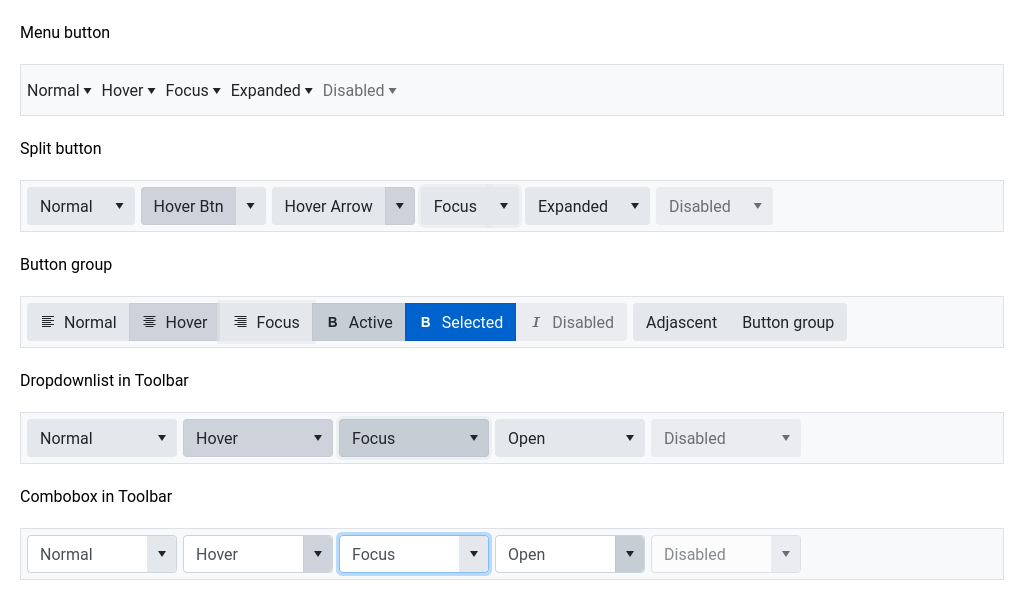 Menu button
Normal Hover Focus Expanded Disabled
Split button
Normal Hover Btn Hover Arrow Focus Expanded Disabled
Button group
Normal Hover Focus B Active B Selected I Disabled Adjascent Button group
Dropdownlist in Toolbar
Normal Hover Focus Open Disabled
Combobox in Toolbar
Normal Hover Focus Open Disabled